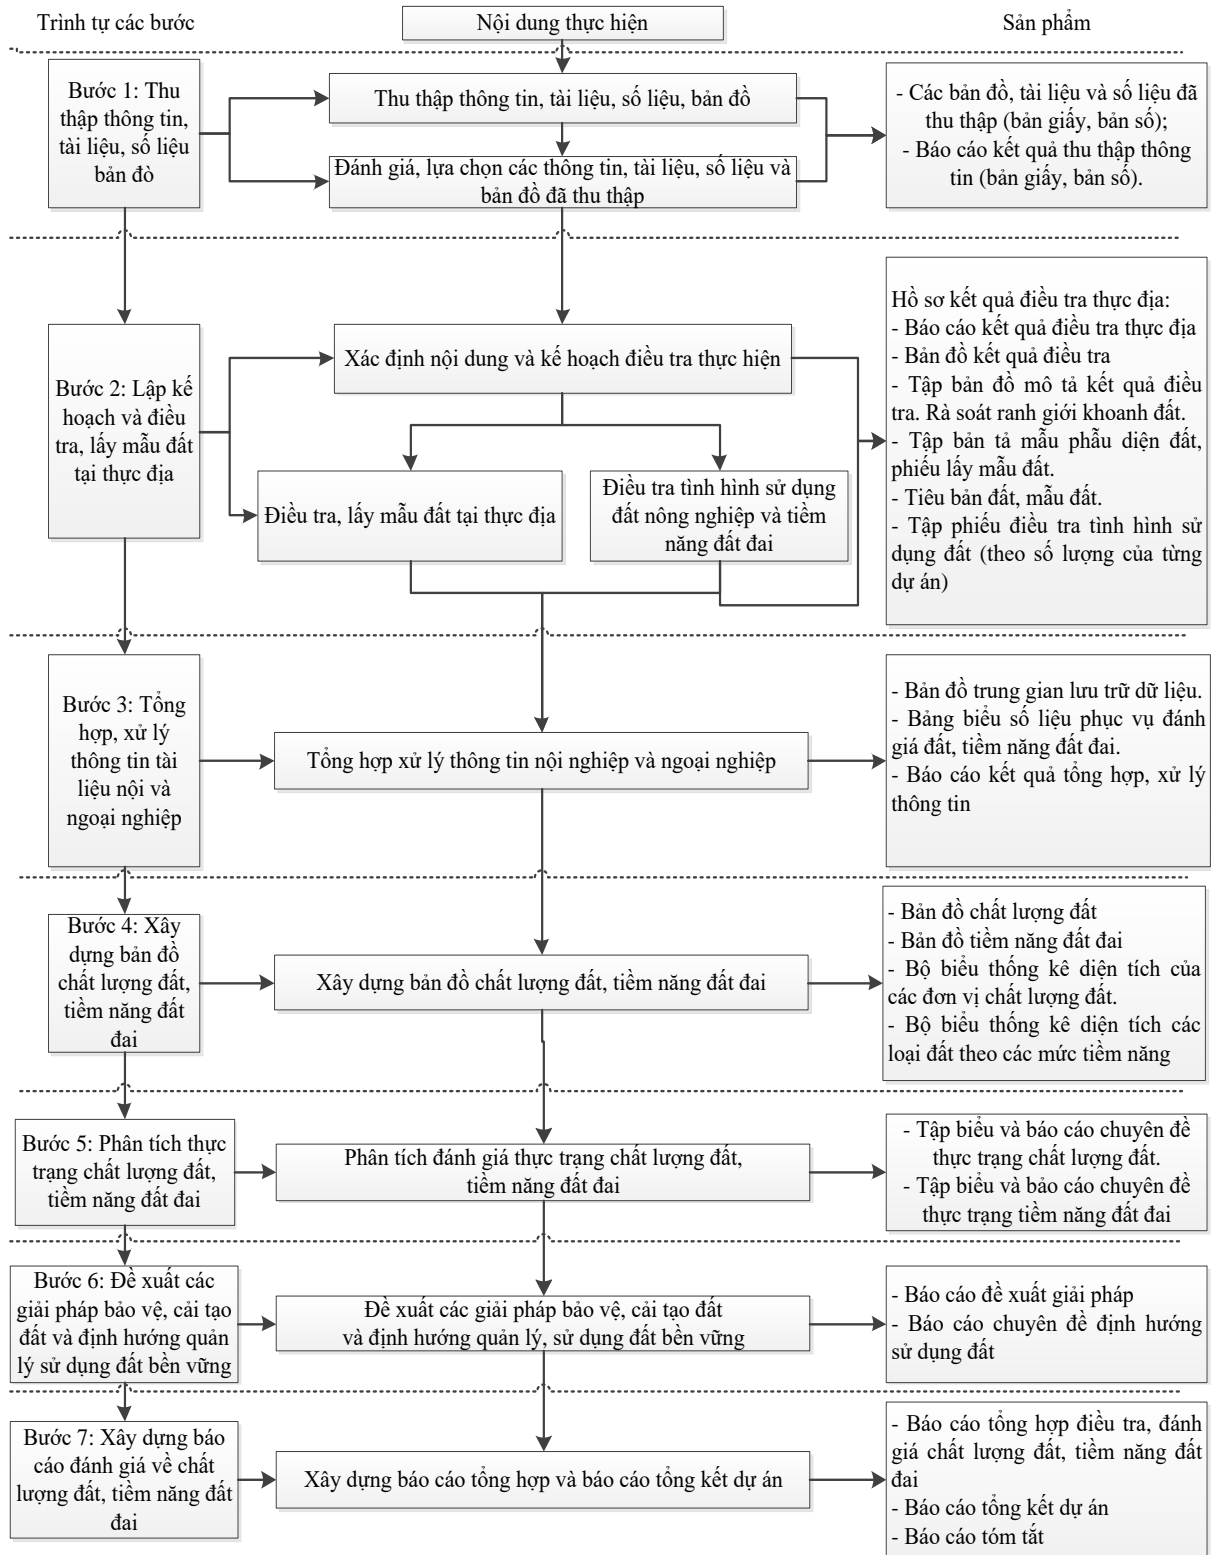 Trình tự các bước
Nội dung thực hiện
Sản phẩm
Bước 1: Thu
thập thông tin,
tài liệu, số liệu
bản đò
Thu thập thông tin, tài liệu, số liệu, bản đồ
Đánh giá, lựa chọn các thông tin, tài liệu, số liệu và
bản đồ đã thu thập
- Các bản đồ, tài liệu và số liệu đã
thu thập (bản giấy, bản số);
- Báo cáo kết quả thu thập thông
tin (bản giấy, bản số).
Bước 2: Lập kế
hoạch và điều
tra, lấy mẫu đất
tại thực địa
Xác định nội dung và kế hoạch điều tra thực hiện
Điều tra, lấy mẫu đất tại thực địa
Điều tra tình hình sử dụng
đất nông nghiệp và tiềm
năng đất đai
Hồ sơ kết quả điều tra thực địa:
- Báo cáo kết quả điều tra thực địa
- Bản đồ kết quả điều tra
- Tập bản đồ mô tả kết quả điều
tra. Rà soát ranh giới khoanh đất.
- Tập bản tả mẫu phẫu diện đất,
phiếu lấy mẫu đất.
- Tiêu bản đất, mẫu đất.
- Tập phiếu điều tra tình hình sử
dụng đất (theo số lượng của từng
dự án)
Bước 3: Tổng
hợp, xử lý
thông tin tài
liệu nội và
ngoại nghiệp
Tổng hợp xử lý thông tin nội nghiệp và ngoại nghiệp
- Bản đồ trung gian lưu trữ dữ liệu.
- Bảng biểu số liệu phục vụ đánh
giá đất, tiềm năng đất đai.
- Báo cáo kết quả tổng hợp, xử lý
thông tin
Bước 4: Xây
dựng bản đồ
chất lượng đất,
tiềm năng đất
đai
Xây dựng bản đồ chất lượng đất, tiềm năng đất đai
- Bản đồ chất lượng đất
- Bản đồ tiềm năng đất đai
- Bộ biểu thống kê diện tích của
các đơn vị chất lượng đất.
- Bộ biểu thống kê diện tích các
loại đất theo các mức tiềm năng
Bước 5: Phân tích thực
trạng chất lượng đất,
tiềm năng đất đai
Phân tích đánh giá thực trạng chất lượng đất,
tiềm năng đất đai
- Tập biểu và báo cáo chuyên đề
thực trạng chất lượng đất.
- Tập biểu và bảo cáo chuyên đề
thực trạng tiềm năng đất đai
Bước 6: Đề xuất các
giải pháp bảo vệ, cải tạo
đất và định hướng quản
lý sử dụng đất bền vững
Đề xuất các giải pháp bảo vệ, cải tạo đất
và định hướng quản lý, sử dụng đất bền vững
- Báo cáo đề xuất giải pháp
- Báo cáo chuyên đề định hướng
sử dụng đất
Bước 7: Xây dựng báo
cáo đánh giá về chất
lượng đất, tiềm năng đất
đai
Xây dựng báo cáo tổng hợp và báo cáo tổng kết dự án
- Báo cáo tổng hợp điều tra, đánh
giá chất lượng đất, tiềm năng đất
đai
- Báo cáo tổng kết dự án
- Báo cáo tóm tắt